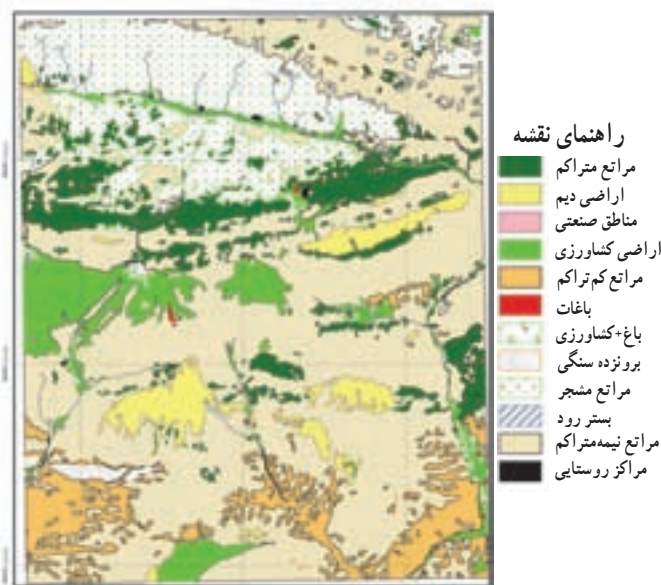 راهنمای نقشه
مراتع متراکم
اراضی دیم
مناطق صنعتی
اراضی کشاورزی
مراتع کم‌تراکم
باغات
باغ+کشاورزی
برونزده سنگی
مراتع مشجر
بستر رود
مراتع نیمه‌متراکم
مراکز روستایی